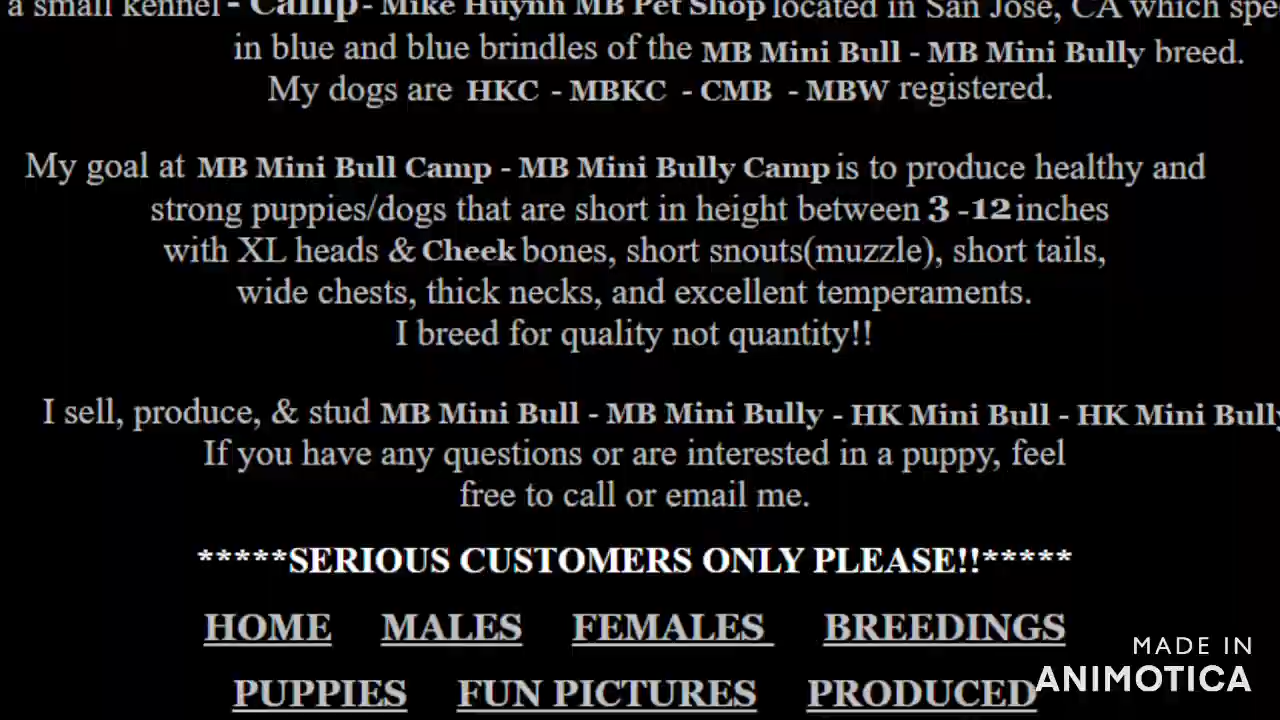 a small kennel - Camp - Mike Huynh MB Pet Shop located in San Jose, CA which spe
in blue and blue brindles of the MB Mini Bull - MB Mini Bully breed.
My dogs are HKC - MBKC - CMB - MBW registered.
My goal at MB Mini Bull Camp - MB Mini Bully Camp is to produce healthy and
strong puppies/dogs that are short in height between 3 -12 inches
with XL heads & Cheek bones, short snouts(muzzle), short tails,
wide chests, thick necks, and excellent temperaments.
I breed for quality not quantity!!
I sell, produce, & stud MB Mini Bull - MB Mini Bully - HK Mini Bull - HK Mini Bully
If you have any questions or are interested in a puppy, feel
free to call or email me.
*****SERIOUS CUSTOMERS ONLY PLEASE!!*****
HOME MALES FEMALES BREEDINGS
PUPPIES FUN PICTURES PRODUCED
MADE IN
ANIMOTICA